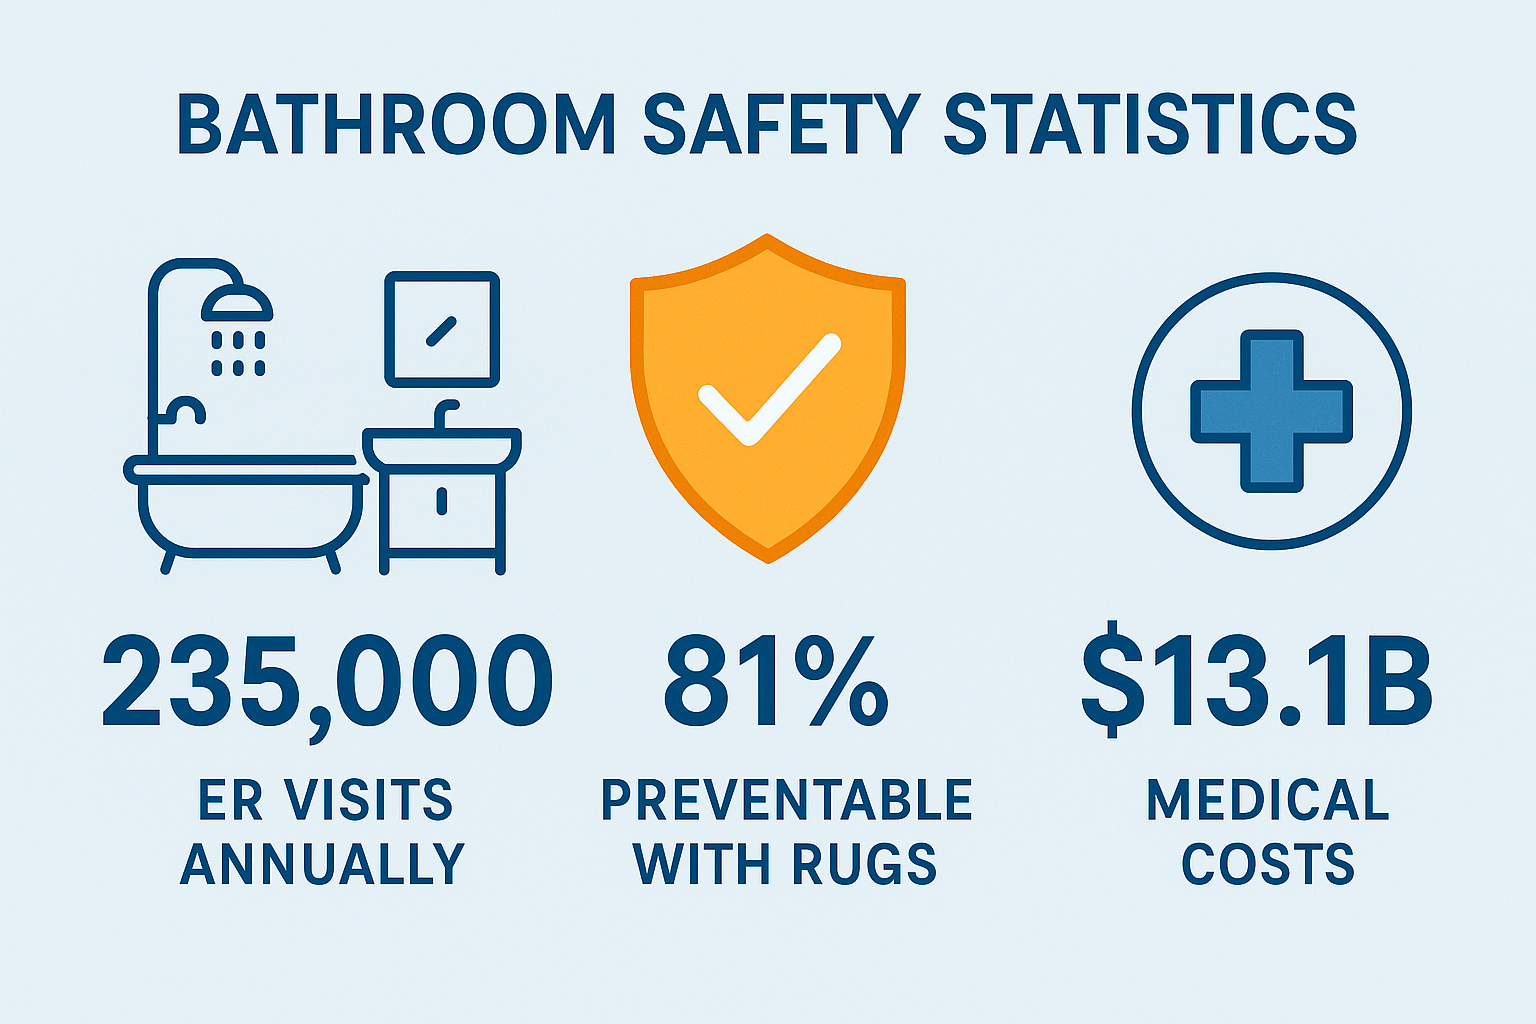 BATHROOM SAFETY STATISTICS
235,000
ER VISITS
ANNUALLY
81%
PREVENTABLE
WITH RUGS
$13.1B
MEDICAL
COSTS